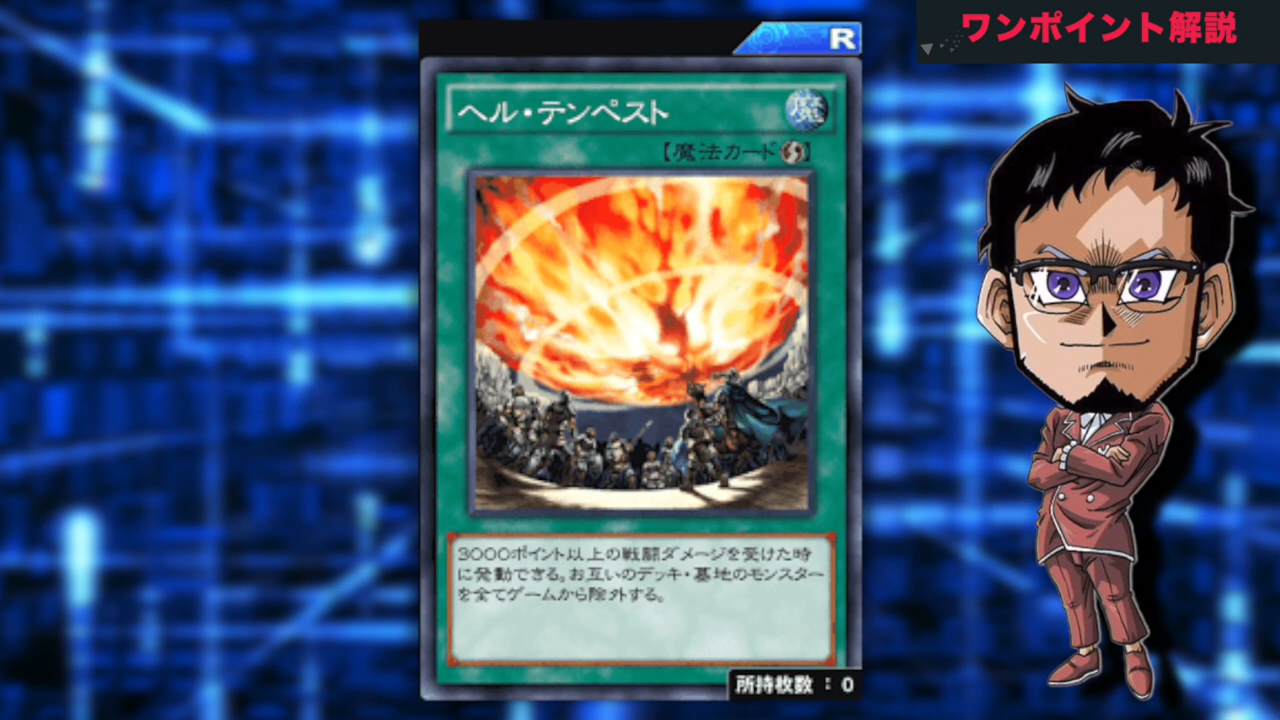 ワンポイント解説
R
ヘル・テンペスト
魔
【魔法カード】
3000ポイント以上の戦闘ダメージを受けた時
に発動できる。お互いのデッキ・墓地のモンスター
を全てゲームから除外する。
所持枚数 : 0